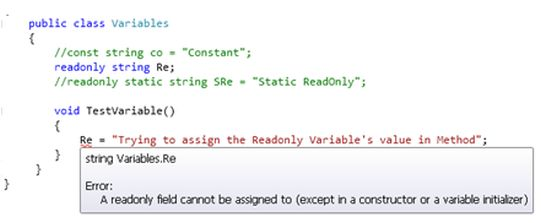 public class Variables
{
//const string co = "Constant";
readonly string Re;
//readonly static string SRe = "Static ReadOnly";
void TestVariable()
{
Re = "Trying to assign the Readonly Variable's value in Method";
}
string Variables.Re
}
Error:
A readonly field cannot be assigned to (except in a constructor or a variable initializer)
}